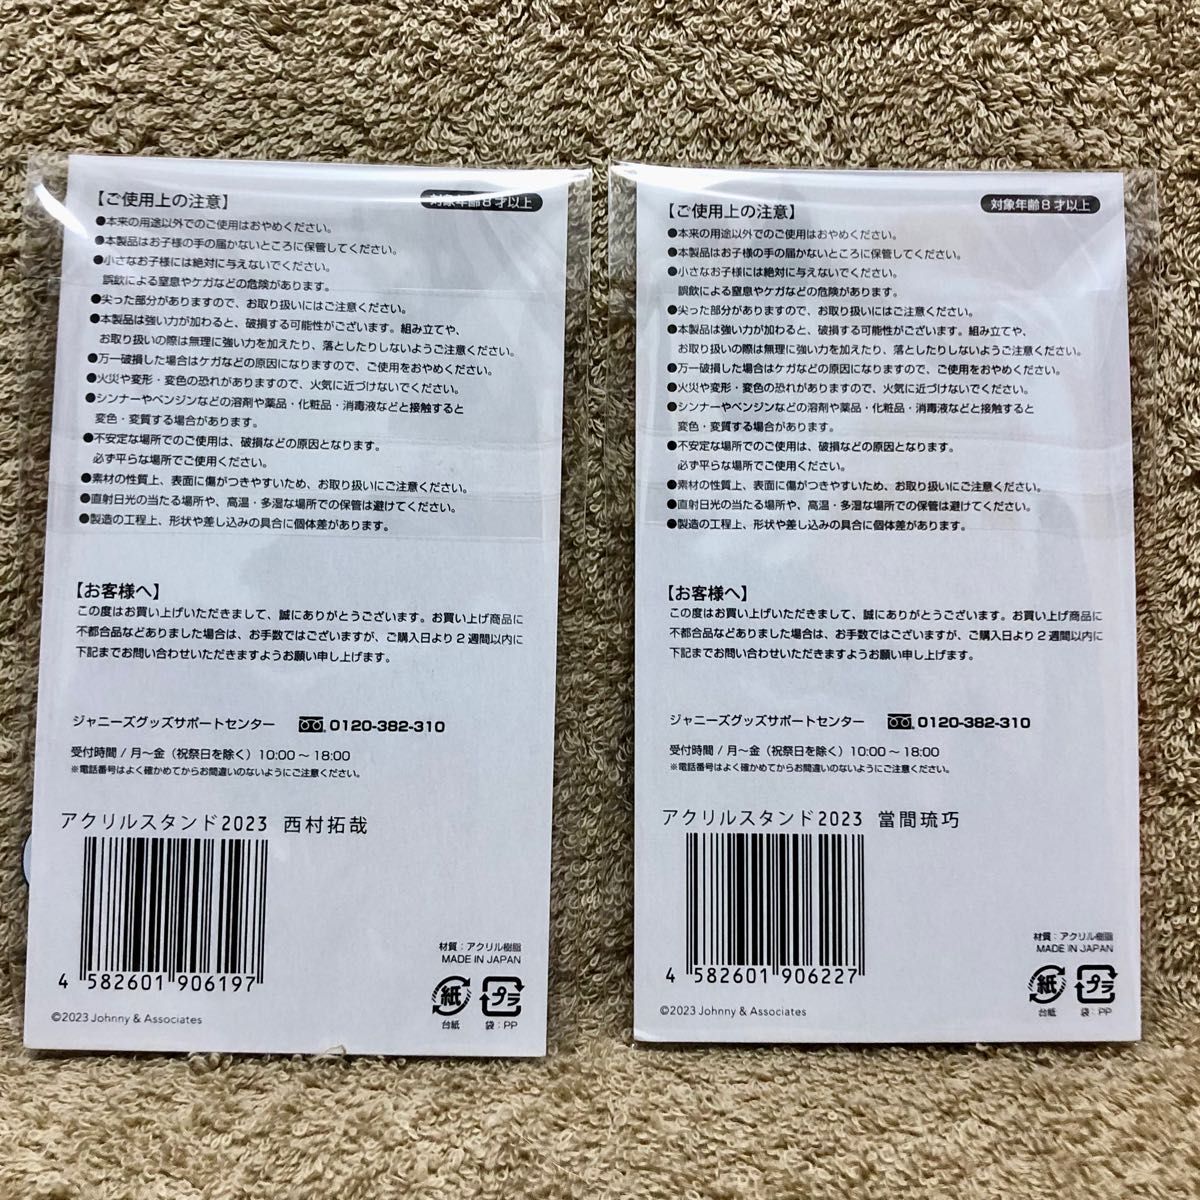 【ご使用上の注意】
対象年齢8才以上
●本来の用途以外でのご使用はおやめください。
●本製品はお子様の手の届かないところに保管してください。
●小さなお子様には絶対に与えないでください。
誤飲による窒息やケガなどの危険があります。
●尖った部分がありますので、お取り扱いにはご注意ください。
●本製品は強い力が加わると、破損する可能性がございます。組み立てや、
お取り扱いの際は無理に強い力を加えたり、落としたりしないようご注意ください。
●万一破損した場合はケガなどの原因になりますので、ご使用をおやめください。
●火災や変形・変色の恐れがありますので、火気に近づけないでください。
●シンナーやベンジンなどの溶剤や薬品・化粧品・消毒液などと接触すると
変色・変質する場合があります。
●不安定な場所でのご使用は、破損などの原因となります。
必ず平らな場所でご使用ください。
●素材の性質上、表面に傷がつきやすいため、お取り扱いにご注意ください。
●直射日光の当たる場所や、高温・多湿な場所での保管は避けてください。
●製造の工程上、形状や差し込みの具合に個体差があります。
【お客様へ】
この度はお買い上げいただきまして、誠にありがとうございます。お買い上げ商品に
不都合品などありました場合は、お手数ではございますが、ご購入日より2週間以内に
下記までお問い合わせいただきますようお願い申し上げます。
ジャニーズグッズサポートセンター 0120-382-310
受付時間/月〜金（祝祭日を除く）10:00〜18:00
※電話番号はよく確かめてからお間違いのないようにご注意ください。
アクリルスタンド2023 西村拓哉
材質：アクリル樹脂
MADE IN JAPAN
4 582601 906197
紙 プラ
台紙 袋：PP
©2023 Johnny & Associates
【ご使用上の注意】
対象年齢8才以上
●本来の用途以外でのご使用はおやめください。
●本製品はお子様の手の届かないところに保管してください。
●小さなお子様には絶対に与えないでください。
誤飲による窒息やケガなどの危険があります。
●尖った部分がありますので、お取り扱いにはご注意ください。
●本製品は強い力が加わると、破損する可能性がございます。組み立てや、
お取り扱いの際は無理に強い力を加えたり、落としたりしないようご注意ください。
●万一破損した場合はケガなどの原因になりますので、ご使用をおやめください。
●火災や変形・変色の恐れがありますので、火気に近づけないでください。
●シンナーやベンジンなどの溶剤や薬品・化粧品・消毒液などと接触すると
変色・変質する場合があります。
●不安定な場所でのご使用は、破損などの原因となります。
必ず平らな場所でご使用ください。
●素材の性質上、表面に傷がつきやすいため、お取り扱いにご注意ください。
●直射日光の当たる場所や、高温・多湿な場所での保管は避けてください。
●製造の工程上、形状や差し込みの具合に個体差があります。
【お客様へ】
この度はお買い上げいただきまして、誠にありがとうございます。お買い上げ商品に
不都合品などありました場合は、お手数ではございますが、ご購入日より2週間以内に
下記までお問い合わせいただきますようお願い申し上げます。
ジャニーズグッズサポートセンター 0120-382-310
受付時間/月〜金（祝祭日を除く）10:00〜18:00
※電話番号はよく確かめてからお間違いのないようにご注意ください。
アクリルスタンド2023 當間琉巧
材質：アクリル樹脂
MADE IN JAPAN
4 582601 906227
紙 プラ
台紙 袋：PP
©2023 Johnny & Associates